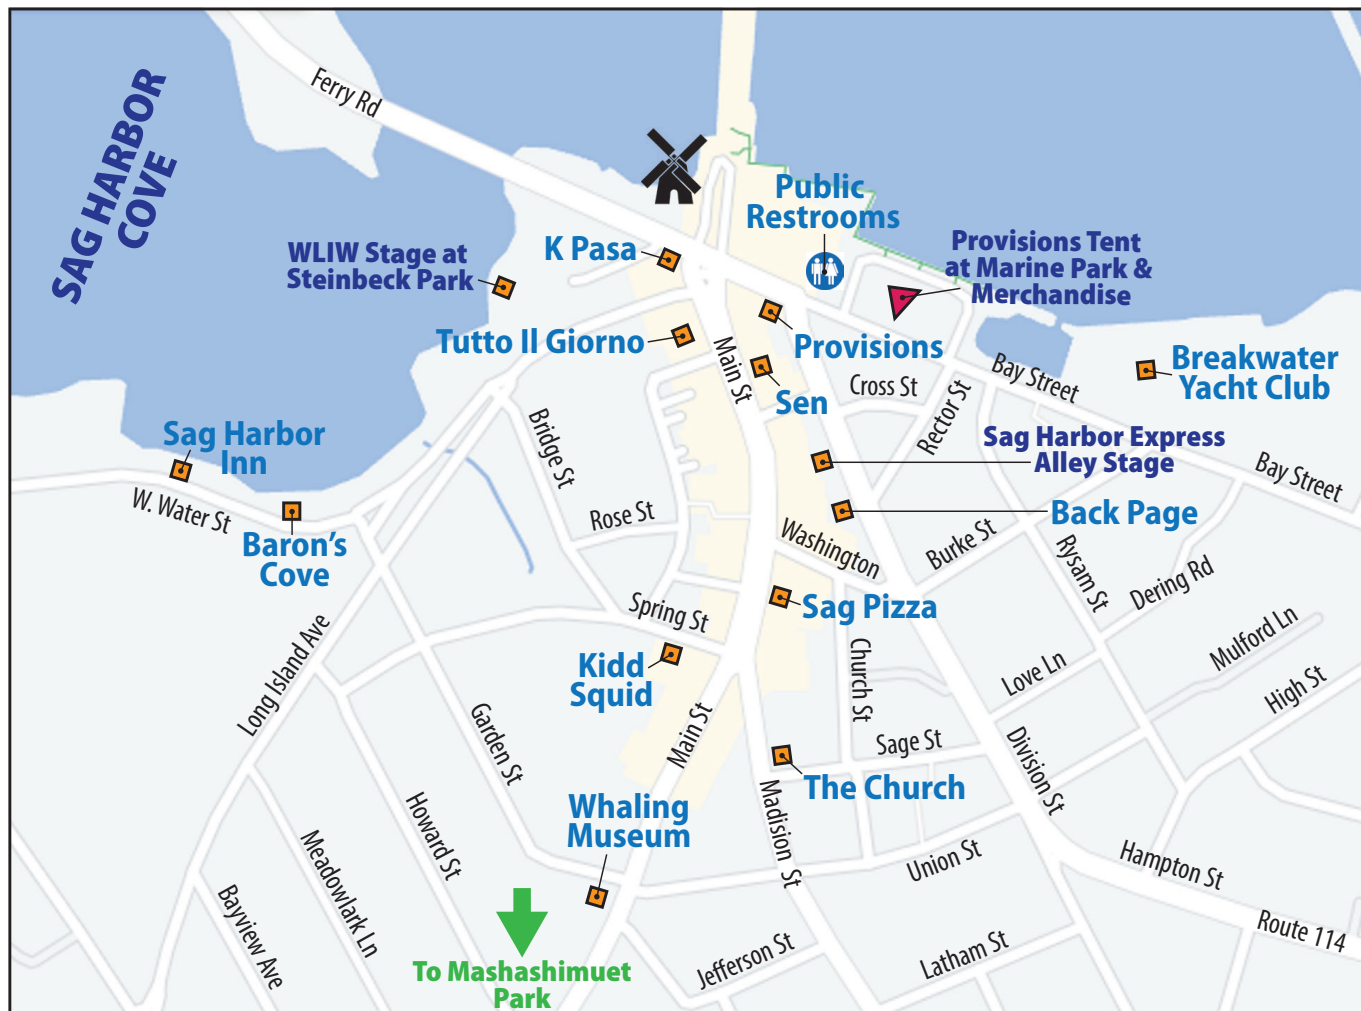 SAG HARBOR
COVE
Ferry Rd
Public
Restrooms
WLIW Stage at
Steinbeck Park
K Pasa
Provisions Tent
at Marine Park &
Merchandise
Tutto Il Giorno
Main St
Provisions
Sen
Cross St
Rector St
Bay Street
Breakwater
Yacht Club
Sag Harbor
Inn
Bridge St
Sag Harbor Express
Alley Stage
Bay Street
W. Water St
Baron's
Cove
Rose St
Washington
Back Page
Burke St
Rysam St
Dering Rd
Sag Pizza
Spring St
Mulford Ln
Long Island Ave
Kidd
Squid
Church St
Love Ln
High St
Garden St
Main St
Sage St
Division St
The Church
Madision St
Howard St
Whaling
Museum
Meadowlark Ln
Union St
Hampton St
Bayview Ave
Route 114
Jefferson St
Latham St
To Mashashimuet
Park